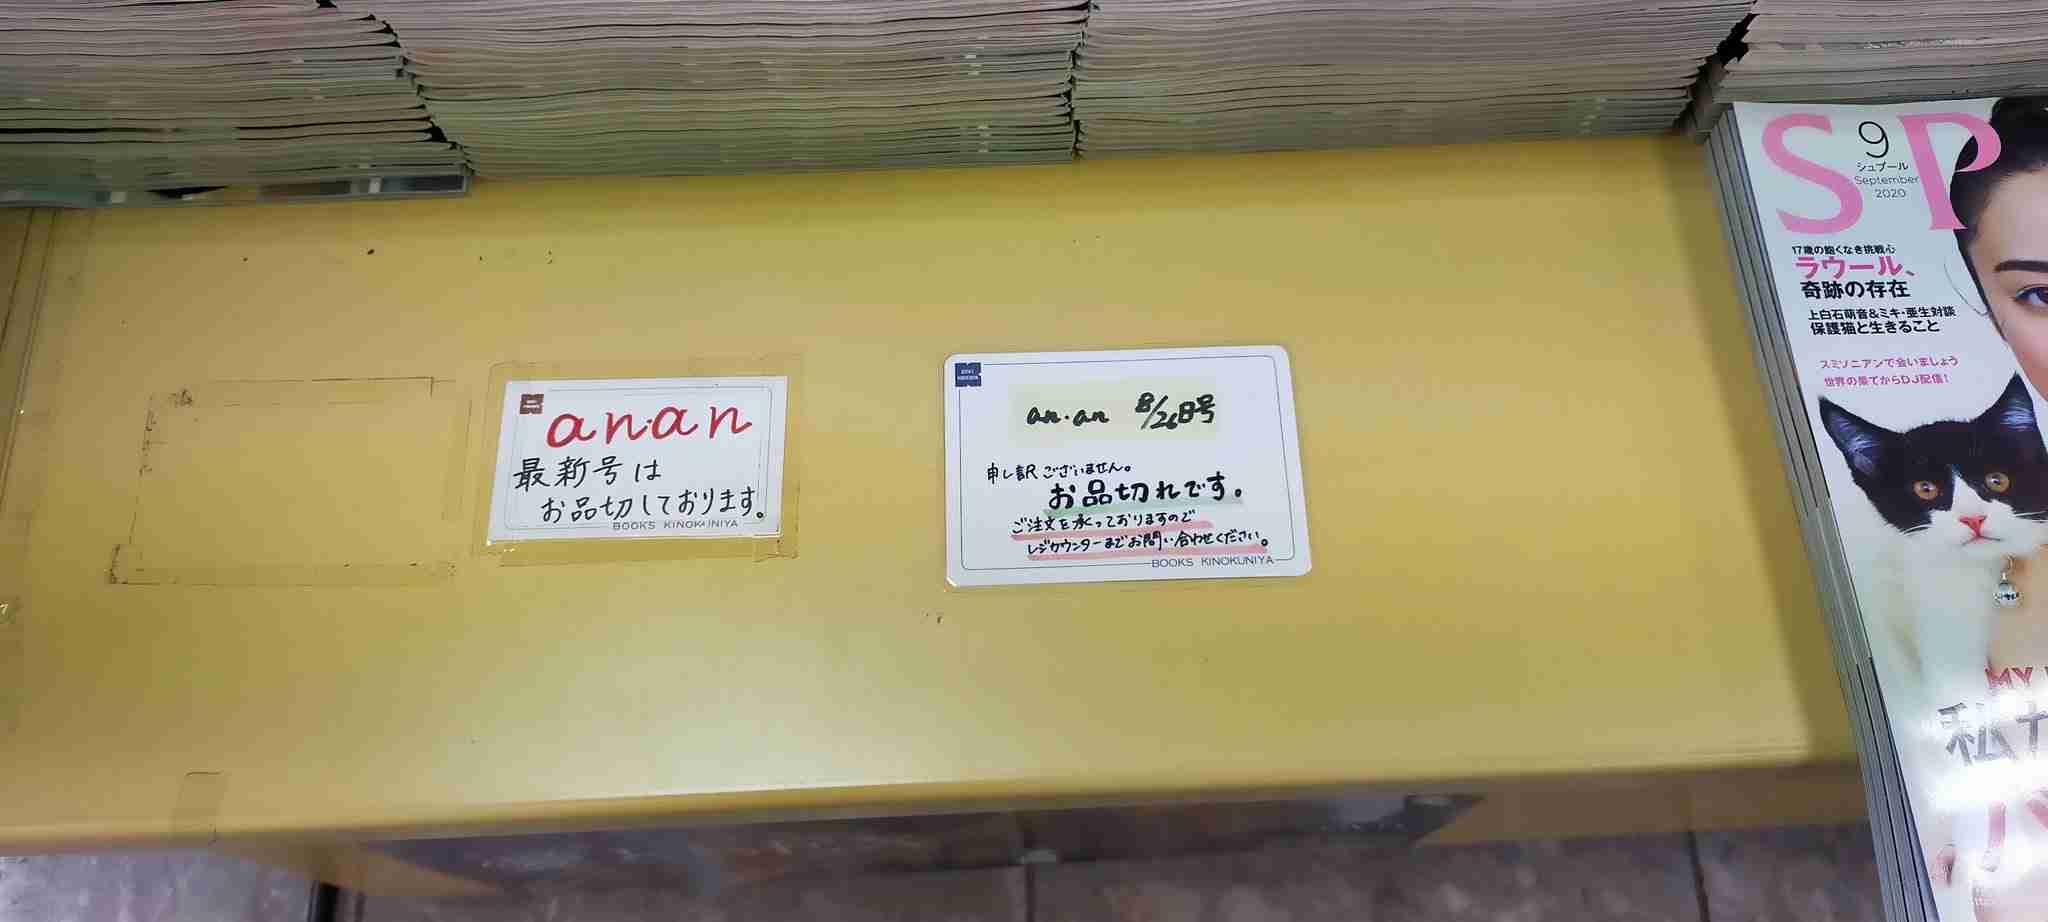 an・an
最新号は
お品切しております。
BOOKS KINOKUNIYA
an・an 8/26日号
申し訳ございません。
お品切れです。
ご注文を承っておりますので
レジカウンターまでお問い合わせください。
BOOKS KINOKUNIYA
SP
9
シュプール
September
2020
17歳の飽くなき挑戦心
ラウール、
奇跡の存在
上白石萌音&ミキ・亜生対談
保護猫と生きること
スミソニアンで会いましょう
世界の果てからDJ配信!
MY
私